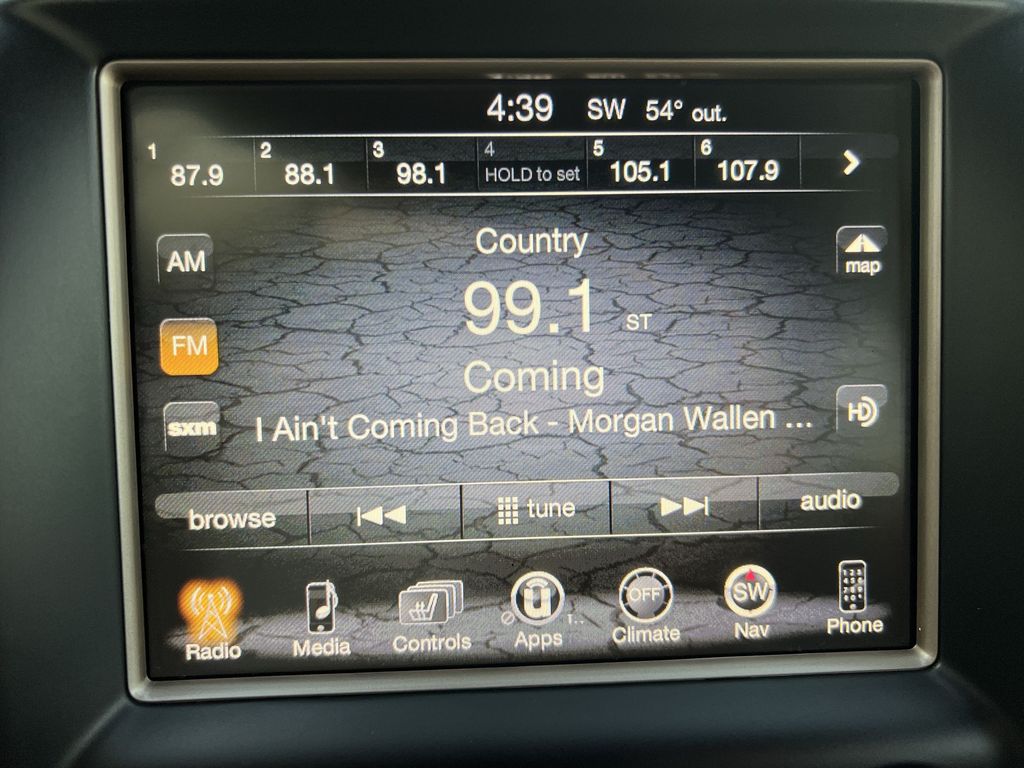 4:39 SW 54° out.
1 2 3 4 5 6
87.9 88.1 98.1 HOLD to set 105.1 107.9
Country
AM map
99.1 ST
FM
Coming
sxm I Ain't Coming Back - Morgan Wallen ... HD
browse tune audio
OFF SW
Radio Media Controls Apps T.. Climate Nav Phone